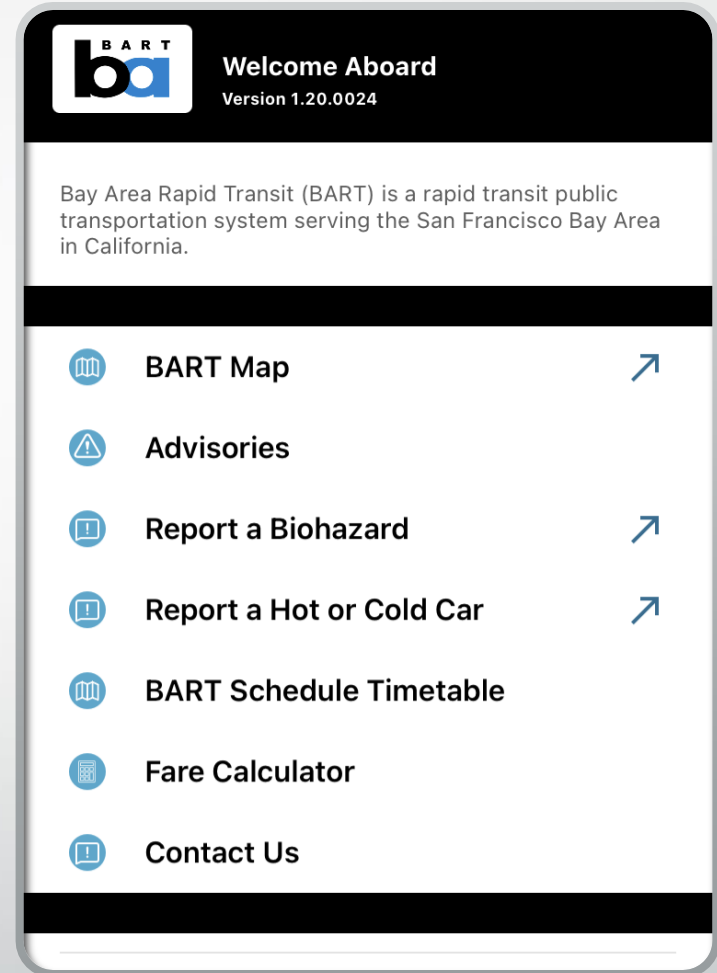 BART
ba
Welcome Aboard
Version 1.20.0024
Bay Area Rapid Transit (BART) is a rapid transit public
transportation system serving the San Francisco Bay Area
in California.
BART Map
Advisories
Report a Biohazard
Report a Hot or Cold Car
BART Schedule Timetable
Fare Calculator
Contact Us